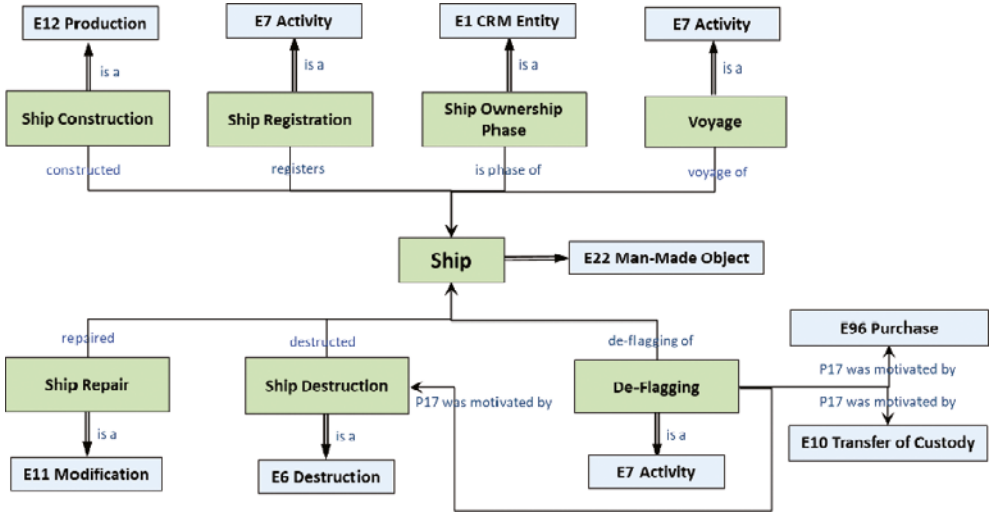 E12 Production
E7 Activity
E1 CRM Entity
E7 Activity
is a
is a
is a
is a
Ship Construction
Ship Registration
Ship Ownership
Phase
Voyage
constructed
registers
is phase of
voyage of
Ship
E22 Man-Made Object
repaired
destructed
de-flagging of
E96 Purchase
Ship Repair
Ship Destruction
De-Flagging
P17 was motivated by
P17 was motivated by
P17 was motivated by
is a
is a
is a
E10 Transfer of Custody
E11 Modification
E6 Destruction
E7 Activity